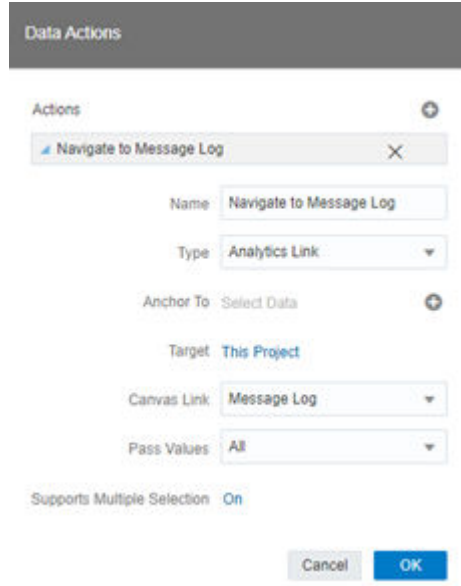 Data Actions
Actions
Navigate to Message Log
Name Navigate to Message Log
Type Analytics Link
Anchor To Select Data
Target This Project
Canvas Link Message Log
Pass Values All
Supports Multiple Selection On
Cancel OK